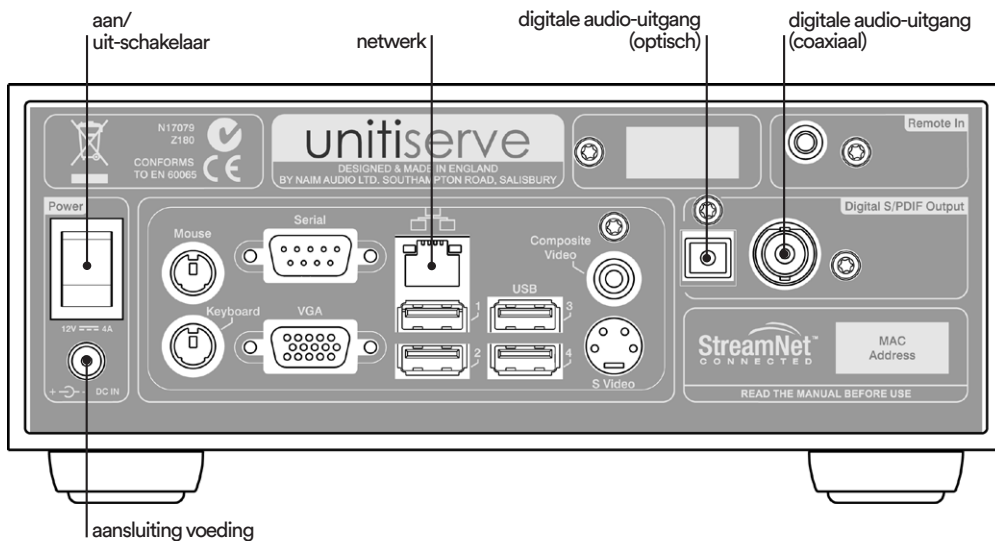 aan/
uit-schakelaar
netwerk
digitale audio-uitgang
(optisch)
digitale audio-uitgang
(coaxiaal)
N17079
Z180
CONFORMS
TO EN 60065
CE
unitiserve
DESIGNED & MADE IN ENGLAND
BY NAIM AUDIO LTD. SOUTHAMPTON ROAD, SALISBURY
Remote In
Power
Mouse
Serial
Composite
Video
Digital S/PDIF Output
Keyboard
VGA
USB
1
3
2
4
12V 4A
S Video
+ - DC IN
StreamNet™
CONNECTED
MAC
Address
READ THE MANUAL BEFORE USE
aansluiting voeding